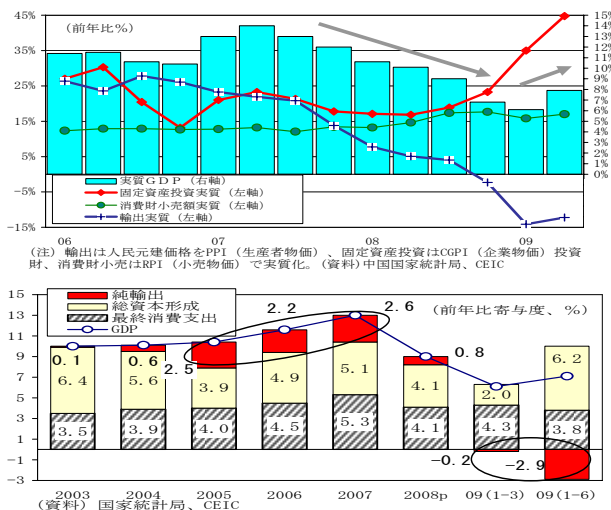 (前年比%)
45%
35%
25%
15%
5%
-5%
-15%
15%
14%
13%
12%
11%
10%
9%
8%
7%
6%
5%
4%
3%
2%
1%
0%
実質GDP (右軸)
固定資産投資実質 (左軸)
消費財小売額実質 (左軸)
輸出実質 (左軸)
06 07 08 09
(注) 輸出は人民元建価格をPPI (生産者物価) 、固定資産投資はCGPI (企業物価) 投資
財、消費財小売はRPI (小売物価) で実質化。(資料) 中国国家統計局、CEIC
純輸出
総資本形成
最終消費支出
GDP
(前年比寄与度、%)
15
13
11
9
7
5
3
1
-1
-3
0.1 0.6 2.5 2.2 2.6 0.8 -0.2 -2.9
6.4 5.6 3.9 4.9 5.1 4.1 2.0 6.2
3.5 3.9 4.0 4.5 5.3 4.1 4.3 3.8
2003 2004 2005 2006 2007 2008p 09(1-3) 09(1-6)
(資料) 国家統計局、CEIC